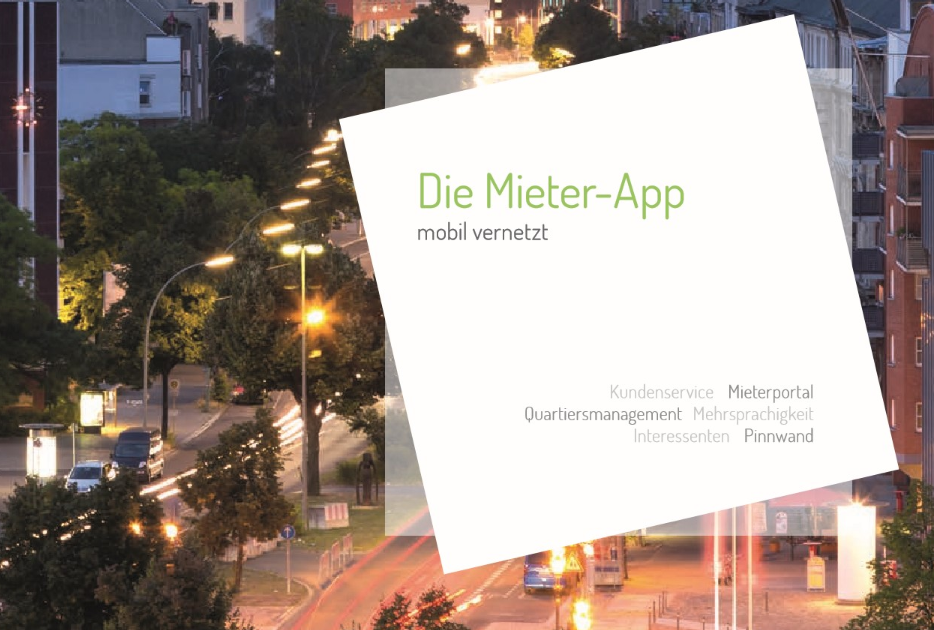 Die Mieter-App
mobil vernetzt
Kundenservice Mieterportal
Quartiersmanagement Mehrsprachigkeit
Interessenten Pinnwand